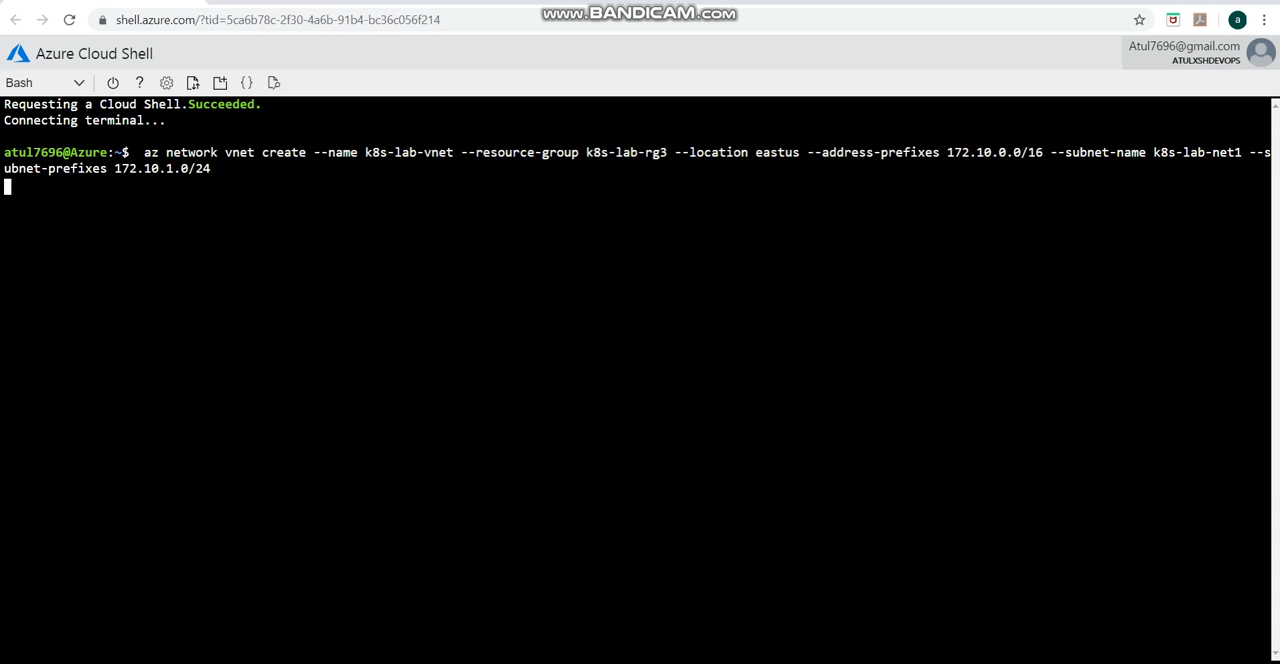 www.BANDICAM.com
shell.azure.com/?tid=5ca6b78c-2f30-4a6b-91b4-bc36c056f214
a
Azure Cloud Shell
Atul7696@gmail.com
ATULXSHDEVOPS
Bash
Requesting a Cloud Shell.Succeeded.
Connecting terminal...
atul7696@Azure:~$  az network vnet create --name k8s-lab-vnet --resource-group k8s-lab-rg3 --location eastus --address-prefixes 172.10.0.0/16 --subnet-name k8s-lab-net1 --s
ubnet-prefixes 172.10.1.0/24